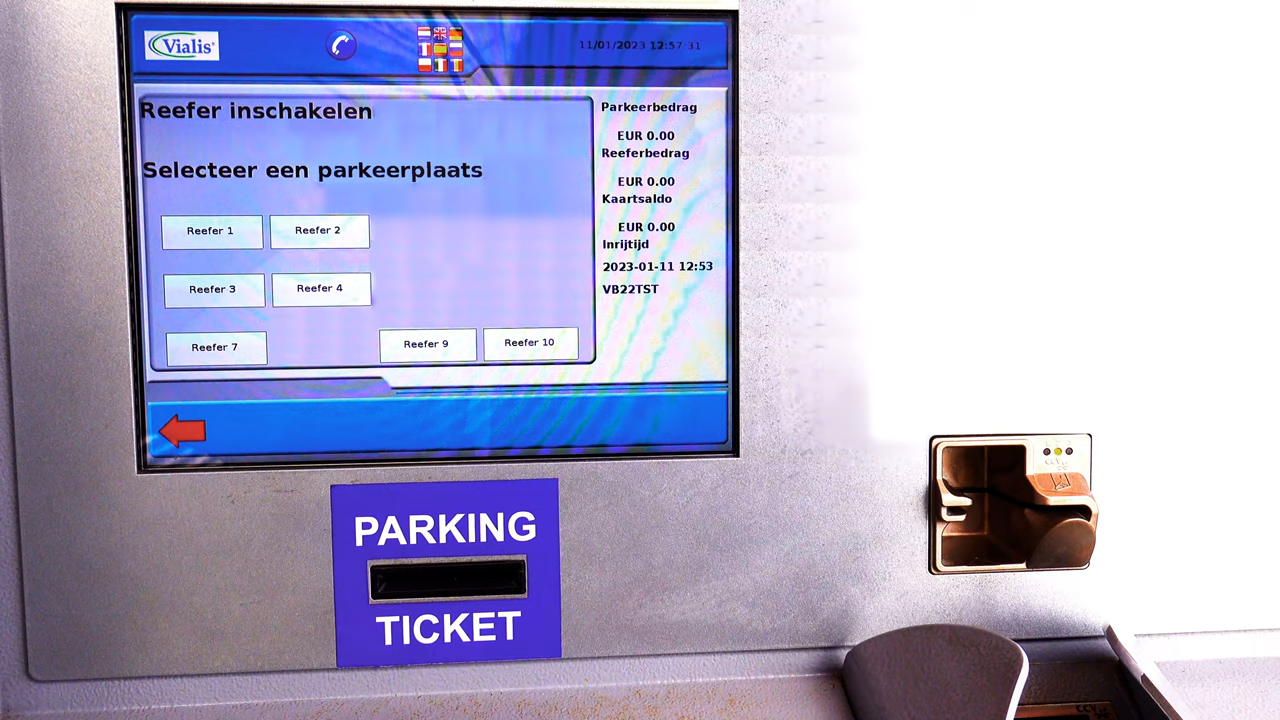 Vialis
11/01/2023 12:57:31
Reefer inschakelen
Selecteer een parkeerplaats
Reefer 1
Reefer 2
Reefer 3
Reefer 4
Reefer 7
Reefer 9
Reefer 10
Parkeerbedrag
EUR 0.00
Reeferbedrag
EUR 0.00
Kaartsaldo
EUR 0.00
Inrijtijd
2023-01-11 12:53
VB22TST
PARKING
TICKET